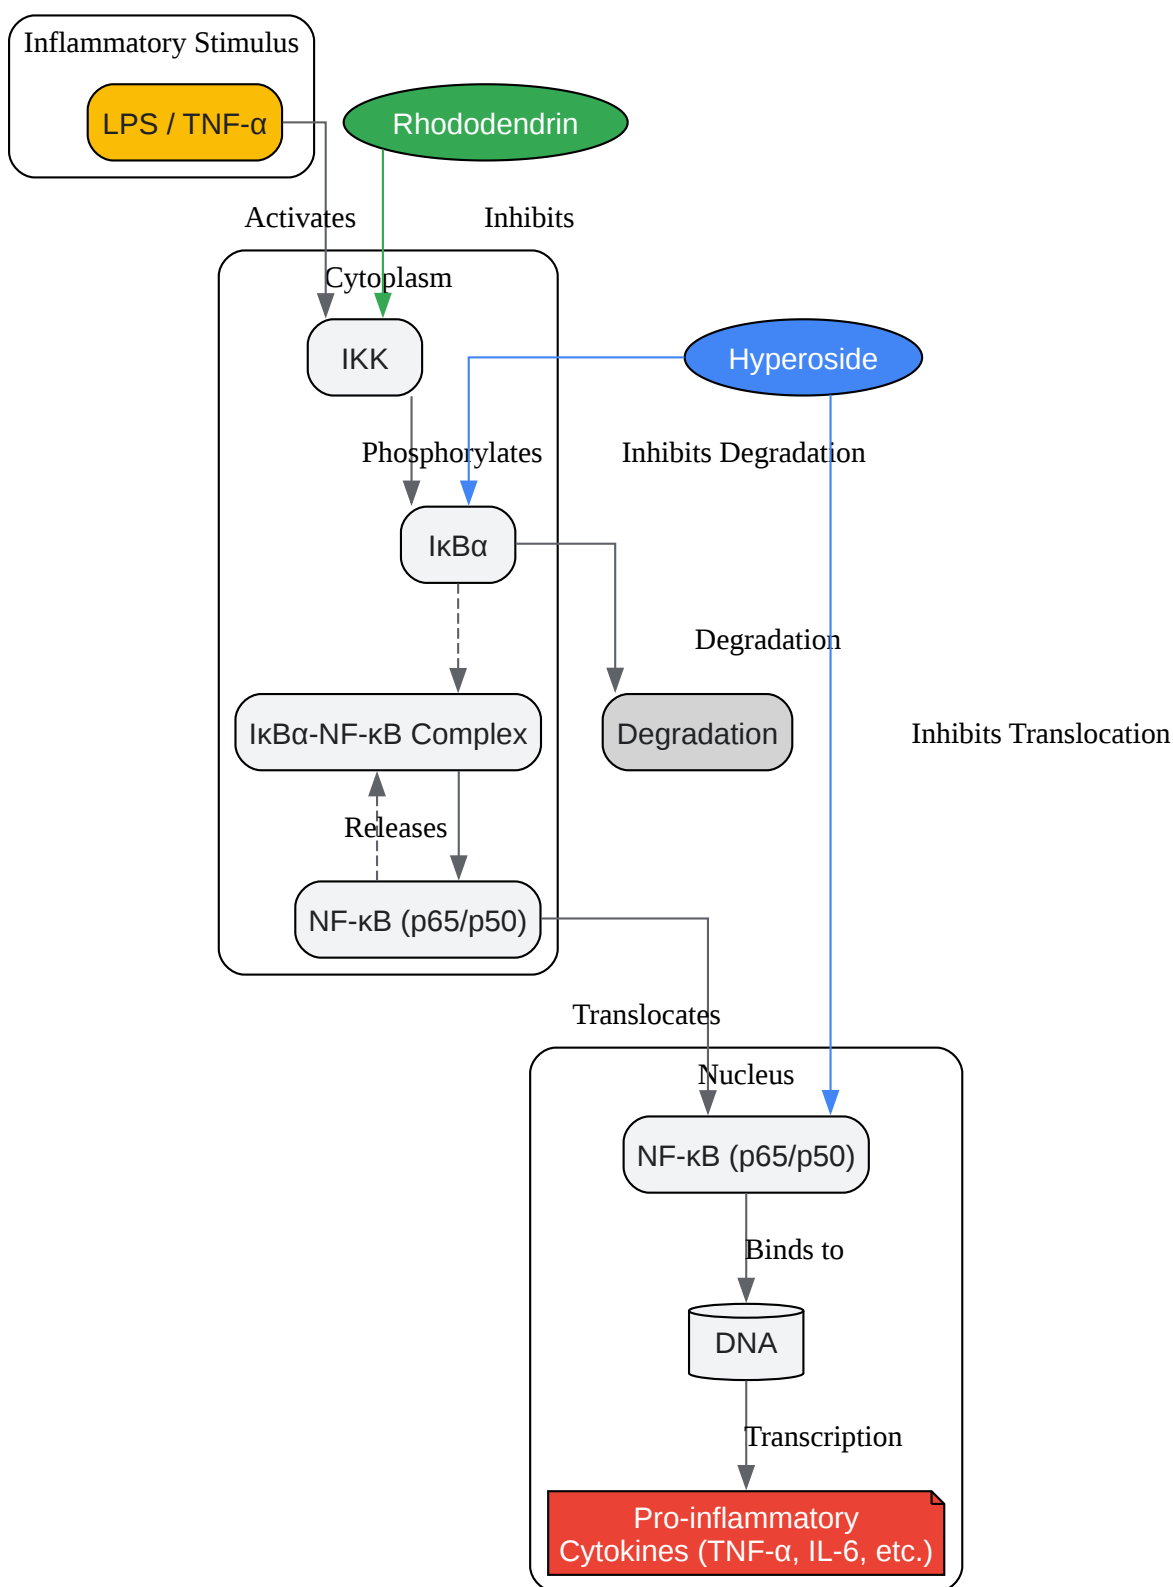 Inflammatory Stimulus
LPS / TNF-α
Rhododendrin
Activates
Inhibits
Cytoplasm
IKK
Hyperoside
Phosphorylates
Inhibits Degradation
IκBα
Degradation
IκBα-NF-κB Complex
Degradation
Inhibits Translocation
Releases
NF-κB (p65/p50)
Translocates
Nucleus
NF-κB (p65/p50)
Binds to
DNA
Transcription
Pro-inflammatory
Cytokines (TNF-α, IL-6, etc.)